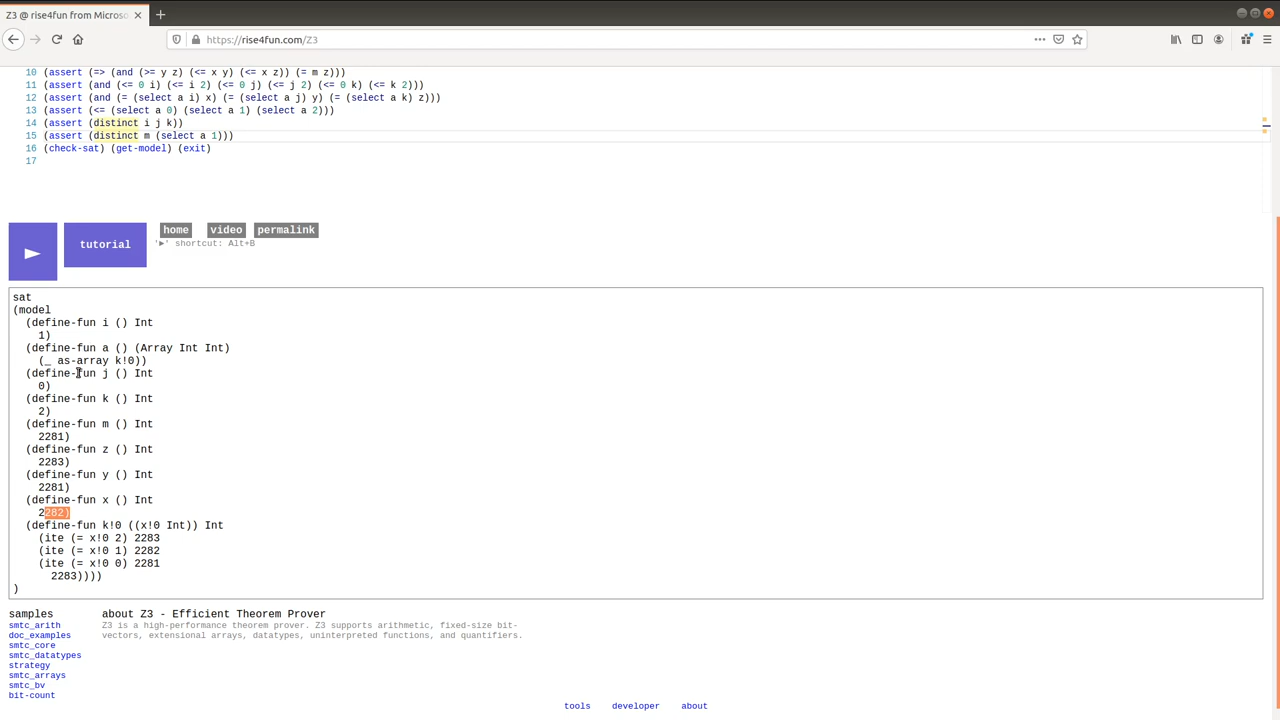 Z3 @ rise4fun from Microso
https://rise4fun.com/Z3
10 (assert (=> (and (>= y z) (<= x y) (<= x z)) (= m z)))
11 (assert (and (<= 0 i) (<= i 2) (<= 0 j) (<= j 2) (<= 0 k) (<= k 2)))
12 (assert (and (= (select a i) x) (= (select a j) y) (= (select a k) z)))
13 (assert (<= (select a 0) (select a 1) (select a 2)))
14 (assert (distinct i j k))
15 (assert (distinct m (select a 1)))
16 (check-sat) (get-model) (exit)
17
tutorial
home video permalink
'►' shortcut: Alt+B
sat
(model
(define-fun i () Int
1)
(define-fun a () (Array Int Int)
(_ as-array k!0))
(define-fun j () Int
0)
(define-fun k () Int
2)
(define-fun m () Int
2281)
(define-fun z () Int
2283)
(define-fun y () Int
2281)
(define-fun x () Int
2282)
(define-fun k!0 ((x!0 Int)) Int
(ite (= x!0 2) 2283
(ite (= x!0 1) 2282
(ite (= x!0 0) 2281
2283))))
)
samples
smtc_arith
doc_examples
smtc_core
smtc_datatypes
strategy
smtc_arrays
smtc_bv
bit-count
about Z3 - Efficient Theorem Prover
Z3 is a high-performance theorem prover. Z3 supports arithmetic, fixed-size bit-
vectors, extensional arrays, datatypes, uninterpreted functions, and quantifiers.
tools developer about